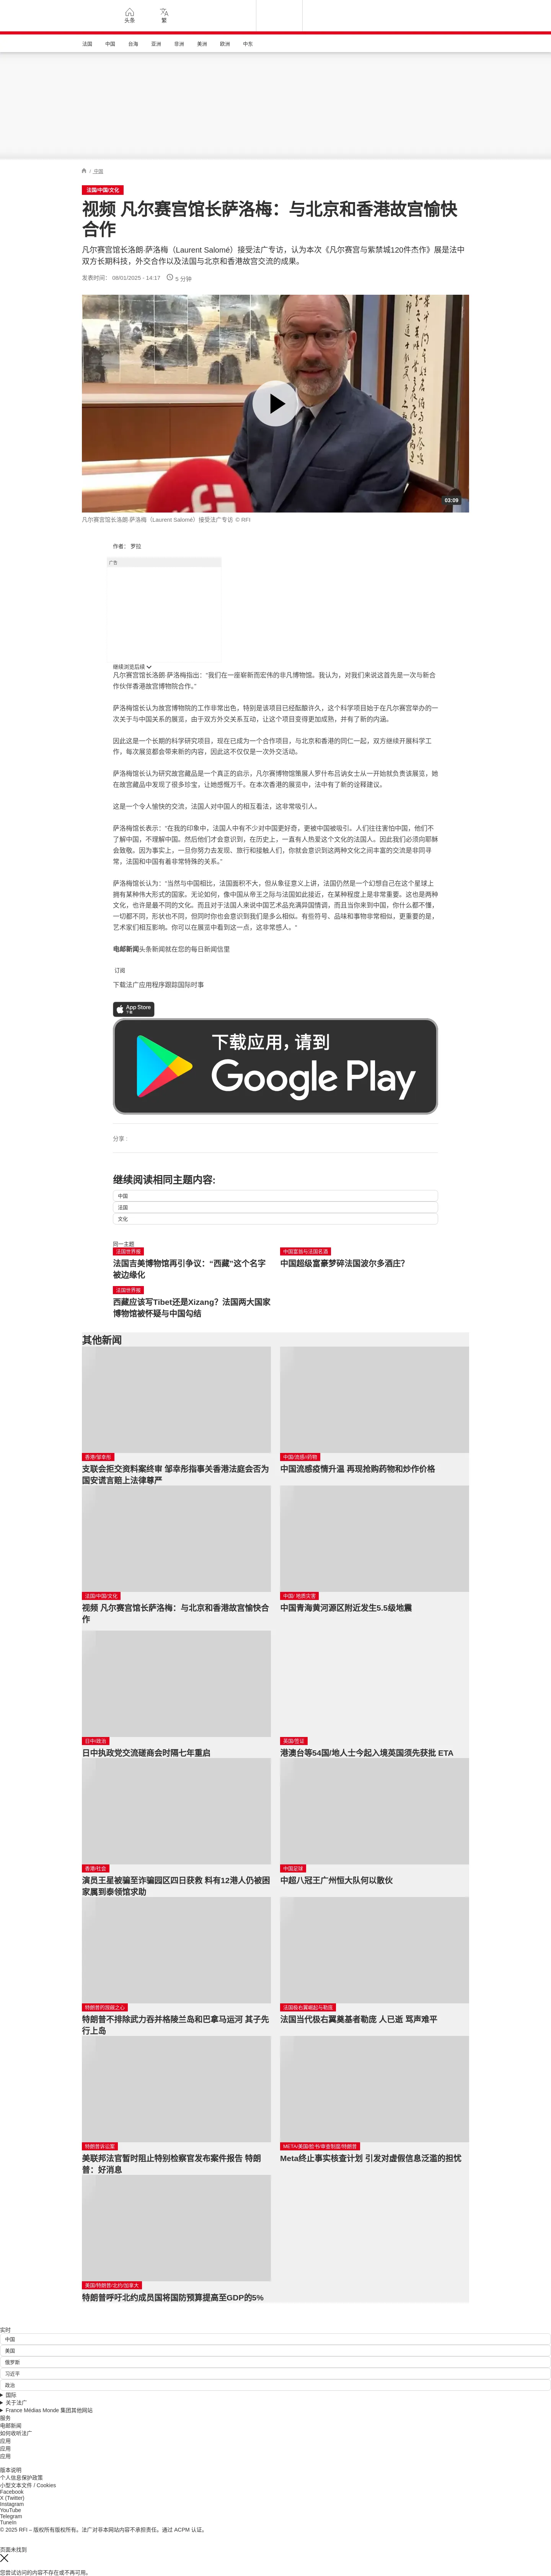 头条
繁
法国
中国
台海
亚洲
非洲
美洲
欧洲
中东
/ 中国
法国/中国/文化
视频 凡尔赛宫馆长萨洛梅：与北京和香港故宫愉快
合作
凡尔赛宫馆长洛朗·萨洛梅（Laurent Salomé）接受法广专访，认为本次《凡尔赛宫与紫禁城120件杰作》展是法中
双方长期科技，外交合作以及法国与北京和香港故宫交流的成果。
发表时间： 08/01/2025 - 14:17
5 分钟
03:09
凡尔赛宫馆长洛朗·萨洛梅（Laurent Salomé）接受法广专访 © RFI
作者： 罗拉
广告
继续浏览后续
凡尔赛宫馆长洛朗·萨洛梅指出："我们在一座崭新而宏伟的非凡博物馆。我认为，对我们来说这首先是一次与新合
作伙伴香港故宫博物院合作。"
萨洛梅馆长认为故宫博物院的工作非常出色，特别是该项目已经酝酿许久，这个科学项目始于在凡尔赛宫举办的一
次关于与中国关系的展览，由于双方外交关系互动，让这个项目变得更加成熟，并有了新的内涵。
因此这是一个长期的科学研究项目，现在已成为一个合作项目，与北京和香港的同仁一起，双方继续开展科学工
作，每次展览都会带来新的内容，因此这不仅仅是一次外交活动。
萨洛梅馆长认为研究故宫藏品是一个真正的启示，凡尔赛博物馆策展人罗什布吕讷女士从一开始就负责该展览，她
在故宫藏品中发现了很多珍宝，让她感慨万千。在本次香港的展览中，法中有了新的诠释建议。
这是一个令人愉快的交流，法国人对中国人的相互看法，这非常吸引人。
萨洛梅馆长表示："在我的印象中，法国人中有不少对中国更好奇，更被中国被吸引。人们往往害怕中国，他们不
了解中国，不理解中国。然后他们才会意识到，在历史上，一直有人热爱这个文化的法国人。因此我们必须向耶稣
会致敬。因为事实上，一旦你努力去发现、旅行和接触人们，你就会意识到这两种文化之间丰富的交流是非同寻
常，法国和中国有着非常特殊的关系。"
萨洛梅馆长认为："当然与中国相比，法国面积不大，但从象征意义上讲，法国仍然是一个幻想自己在这个星球上
拥有某种伟大形式的国家。无论如何，像中国从帝王之际与法国如此接近，在某种程度上是非常重要。这也是两种
文化，也许是最不同的文化。而且对于法国人来说中国艺术品充满异国情调，而且当你来到中国，你什么都不懂，
一切都不同，形状也不同，但同时你也会意识到我们是多么相似。有些符号、品味和事物非常相似，更重要的是，
艺术家们相互影响。你可以在展览中看到这一点，这非常感人。"
电邮新闻头条新闻就在您的每日新闻信里
订阅
下载法广应用程序跟踪国际时事
App Store
下载
下载应用，请到
Google Play
分享 :
继续阅读相同主题内容:
中国
法国
文化
同一主题
法国世界报
法国吉美博物馆再引争议："西藏"这个名字
被边缘化
中国富翁与法国名酒
中国超级富豪梦碎法国波尔多酒庄？
法国世界报
西藏应该写Tibet还是Xizang？法国两大国家
博物馆被怀疑与中国勾结
其他新闻
香港/邹幸彤
支联会拒交资料案终审 邹幸彤指事关香港法庭会否为
国安谎言赔上法律尊严
中国/流感/药物
中国流感疫情升温 再现抢购药物和炒作价格
法国/中国/文化
视频 凡尔赛宫馆长萨洛梅：与北京和香港故宫愉快合
作
中国/ 地质灾害
中国青海黄河源区附近发生5.5级地震
日中/政治
日中执政党交流磋商会时隔七年重启
英国/签证
港澳台等54国/地人士今起入境英国须先获批 ETA
香港/社会
演员王星被骗至诈骗园区四日获救 料有12港人仍被困
家属到泰领馆求助
中国足球
中超八冠王广州恒大队何以散伙
特朗普的独霸之心
特朗普不排除武力吞并格陵兰岛和巴拿马运河 其子先
行上岛
法国极右翼崛起与勒庞
法国当代极右翼奠基者勒庞 人已逝 骂声难平
特朗普诉讼案
美联邦法官暂时阻止特别检察官发布案件报告 特朗
普：好消息
META/美国/脸书/审查制度/特朗普
Meta终止事实核查计划 引发对虚假信息泛滥的担忧
美国/特朗普/北约/加拿大
特朗普呼吁北约成员国将国防预算提高至GDP的5%
实时
中国
美国
俄罗斯
习近平
政治
国际
关于法广
France Médias Monde 集团其他网站
服务
电邮新闻
如何收听法广
应用
应用
应用
版本说明
个人信息保护政策
小型文本文件 / Cookies
Facebook
X (Twitter)
Instagram
YouTube
Telegram
TuneIn
© 2025 RFI – 版权所有版权所有。法广对非本网站内容不承担责任。通过 ACPM 认证。
页面未找到
您尝试访问的内容不存在或不再可用。